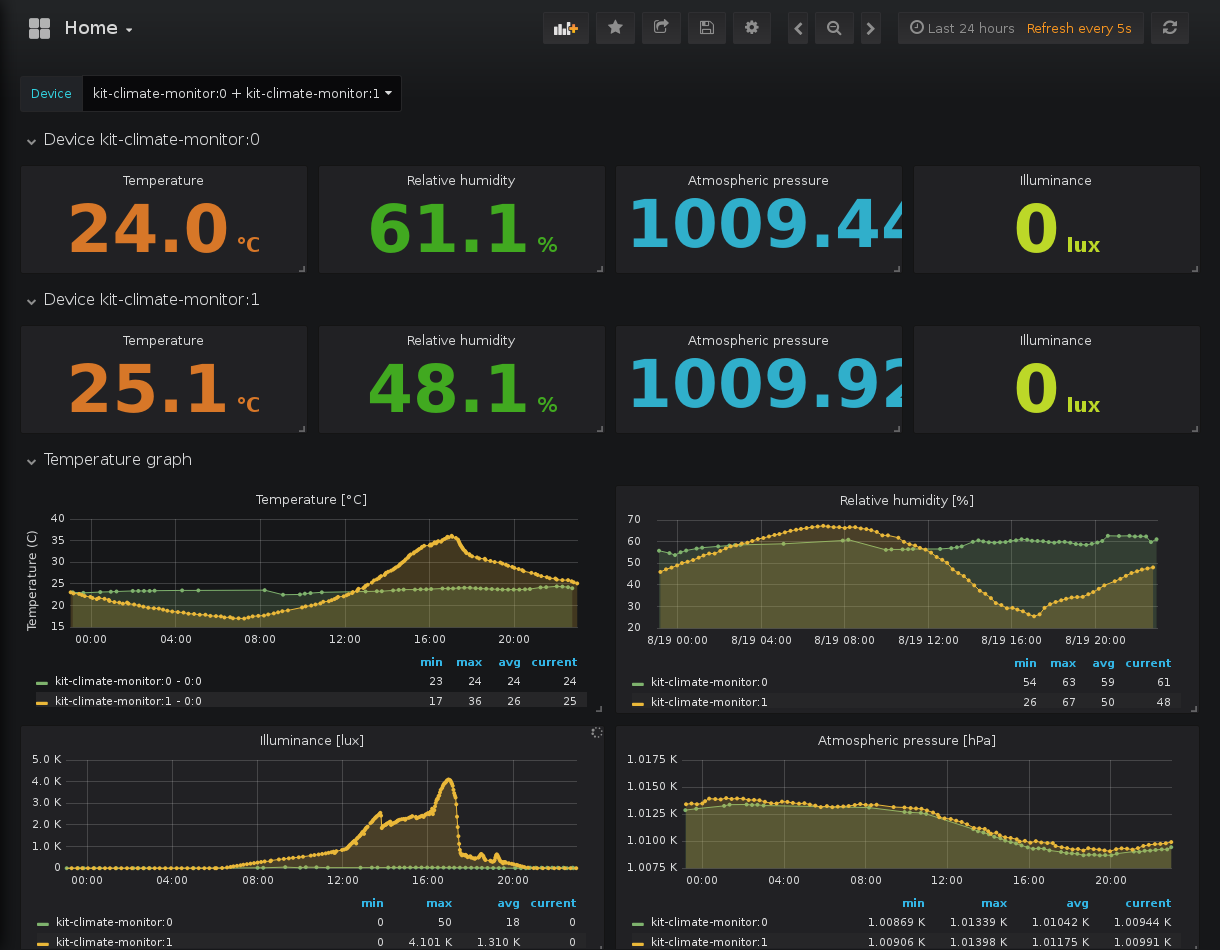 Home
Last 24 hours Refresh every 5s
Device kit-climate-monitor:0 + kit-climate-monitor:1
Device kit-climate-monitor:0
Temperature Relative humidity Atmospheric pressure Illuminance
24.0 °C 61.1 % 1009.44 0 lux
Device kit-climate-monitor:1
Temperature Relative humidity Atmospheric pressure Illuminance
25.1 °C 48.1 % 1009.92 0 lux
Temperature graph
Temperature [°C]
Temperature (C)
40
35
30
25
20
15
00:00 04:00 08:00 12:00 16:00 20:00
min max avg current
kit-climate-monitor:0 - 0:0 23 24 24 24
kit-climate-monitor:1 - 0:0 17 36 26 25
Relative humidity [%]
70
60
50
40
30
20
8/19 00:00 8/19 04:00 8/19 08:00 8/19 12:00 8/19 16:00 8/19 20:00
min max avg current
kit-climate-monitor:0 54 63 59 61
kit-climate-monitor:1 26 67 50 48
Illuminance [lux]
5.0 K
4.0 K
3.0 K
2.0 K
1.0 K
0
00:00 04:00 08:00 12:00 16:00 20:00
min max avg current
kit-climate-monitor:0 0 50 18 0
kit-climate-monitor:1 0 4.101 K 1.310 K 0
Atmospheric pressure [hPa]
1.0175 K
1.0150 K
1.0125 K
1.0100 K
1.0075 K
00:00 04:00 08:00 12:00 16:00 20:00
min max avg current
kit-climate-monitor:0 1.00869 K 1.01339 K 1.01042 K 1.00944 K
kit-climate-monitor:1 1.00906 K 1.01398 K 1.01175 K 1.00991 K